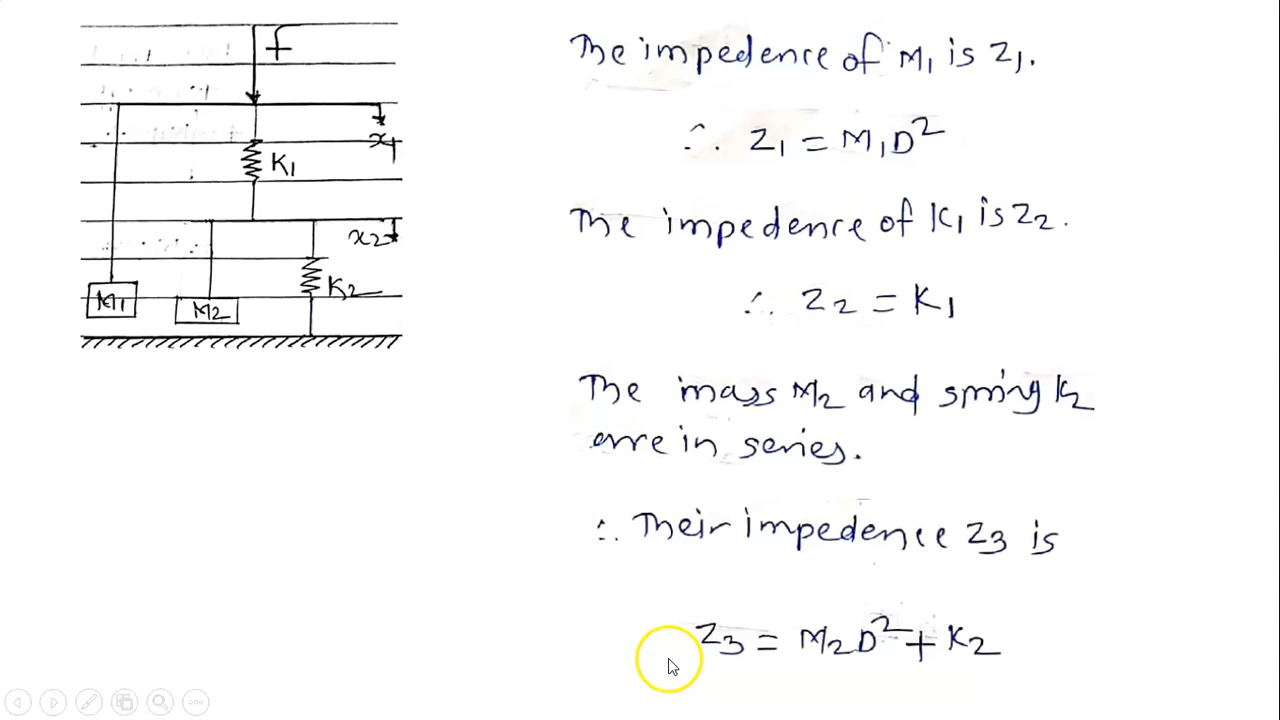 f
x1
K1
x2
K2
M1
M2
The impedence of M1 is Z1.
∴ Z1 = M1D²
The impedence of K1 is Z2.
∴ Z2 = K1
The mass M2 and spring K2
are in series.
∴ Their impedence Z3 is
Z3 = M2D² + K2